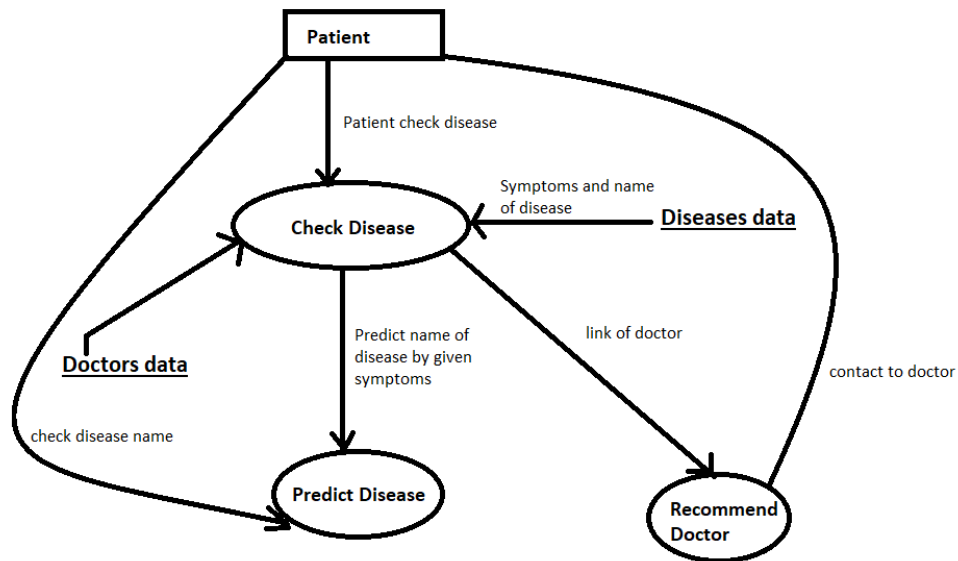 Patient
Patient check disease
Symptoms and name
of disease
Check Disease
Diseases data
Predict name of
disease by given
symptoms
link of doctor
Doctors data
contact to doctor
check disease name
Predict Disease
Recommend
Doctor